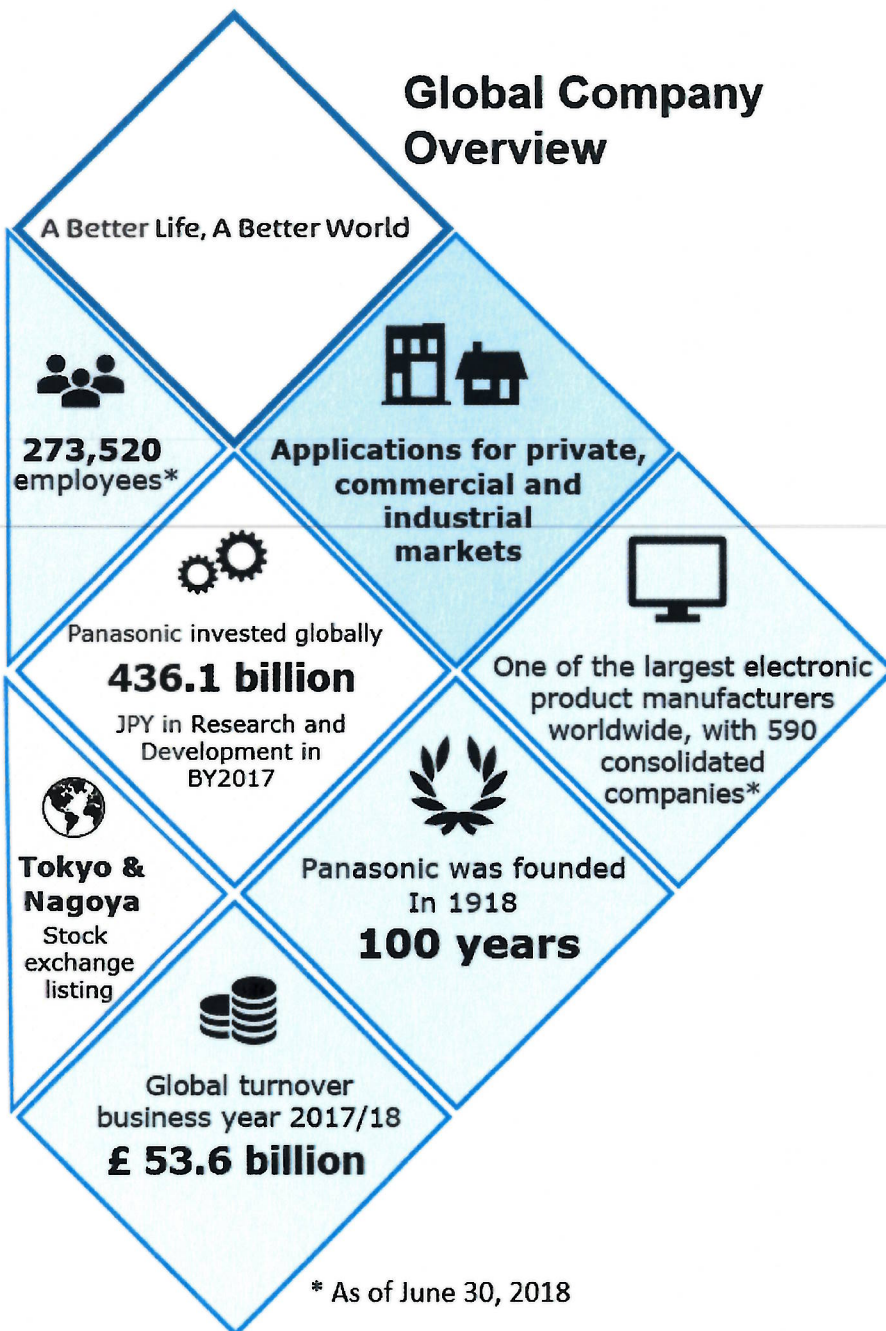 Global Company
Overview
A Better Life, A Better World
273,520
employees*
Applications for private,
commercial and
industrial
markets
Panasonic invested globally
436.1 billion
JPY in Research and
Development in
BY2017
One of the largest electronic
product manufacturers
worldwide, with 590
consolidated
companies*
Tokyo &
Nagoya
Stock
exchange
listing
Panasonic was founded
In 1918
100 years
Global turnover
business year 2017/18
£ 53.6 billion
* As of June 30, 2018